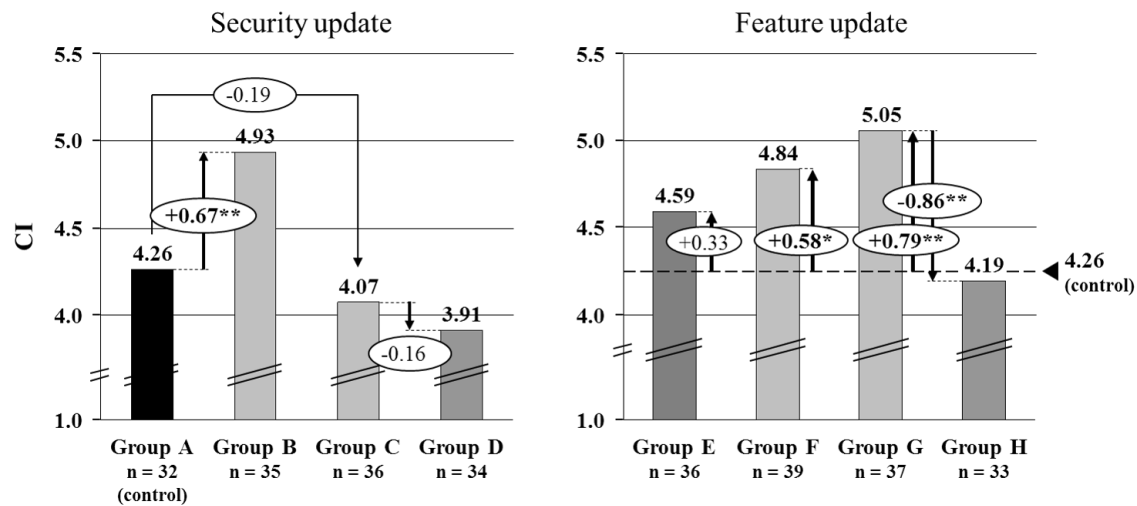 Security update
5.5
5.0
4.5
4.0
1.0
CI
-0.19
4.93
+0.67**
4.26
4.07
3.91
-0.16
Group A
n = 32
(control)
Group B
n = 35
Group C
n = 36
Group D
n = 34
Feature update
5.5
5.0
4.5
4.0
1.0
5.05
4.84
4.59
-0.86**
+0.33
+0.58*
+0.79**
4.19
4.26
(control)
Group E
n = 36
Group F
n = 39
Group G
n = 37
Group H
n = 33